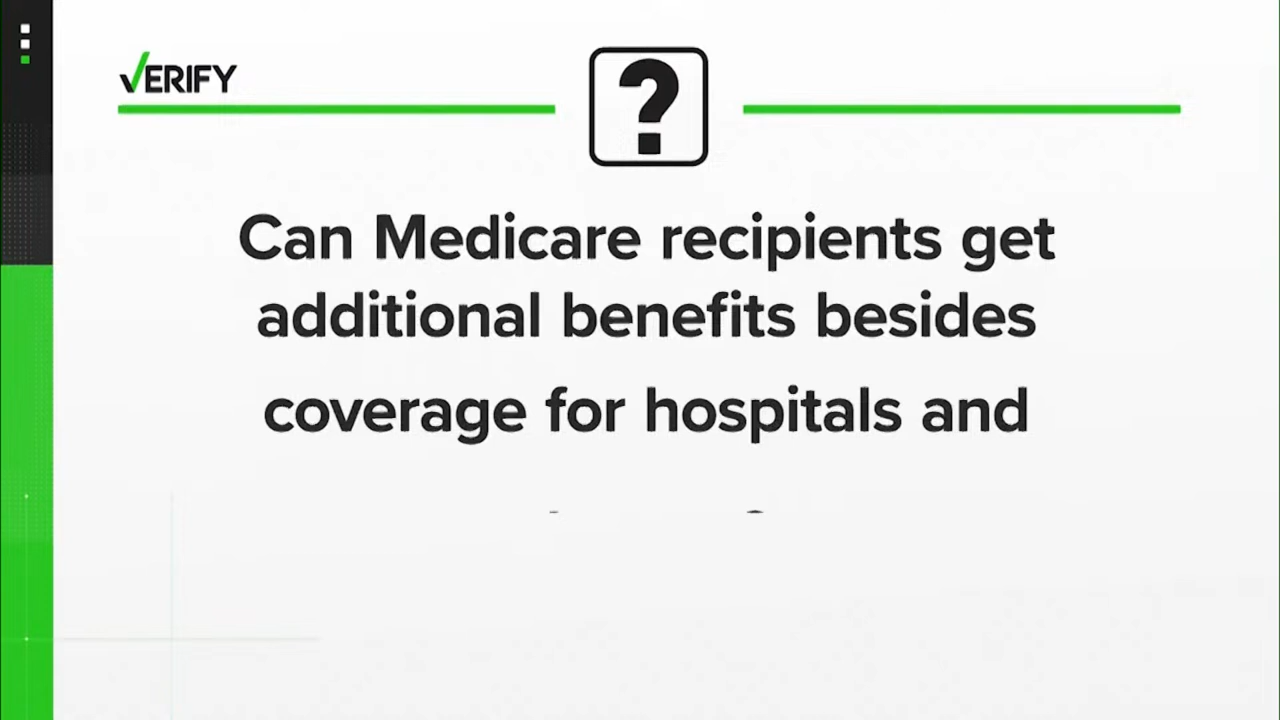 VERIFY
?
Can Medicare recipients get
additional benefits besides
coverage for hospitals and